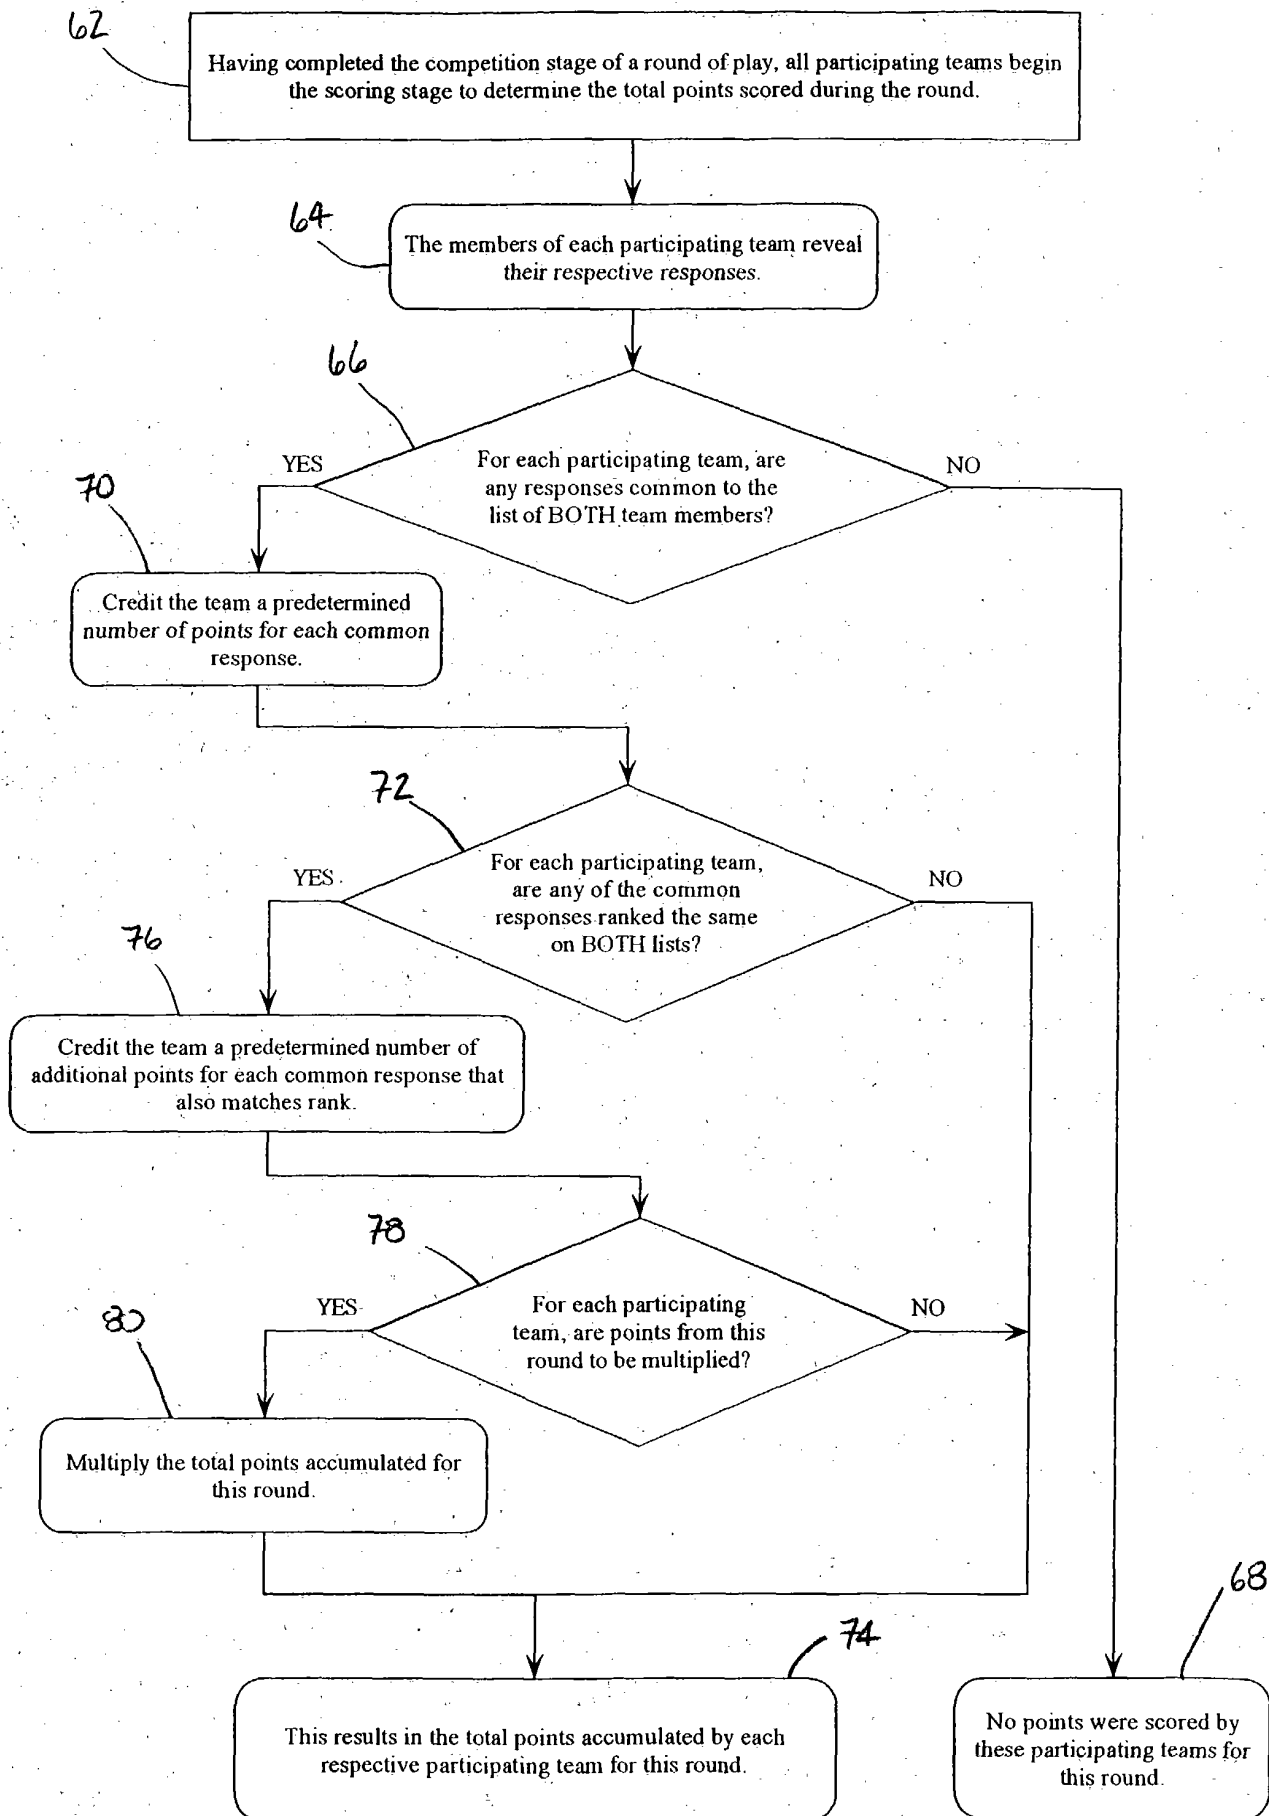 62
Having completed the competition stage of a round of play, all participating teams begin
the scoring stage to determine the total points scored during the round.
64
The members of each participating team reveal
their respective responses.
66
YES
For each participating team, are
any responses common to the
list of BOTH team members?
NO
70
Credit the team a predetermined
number of points for each common
response.
72
YES
For each participating team,
are any of the common
responses ranked the same
on BOTH lists?
NO
76
Credit the team a predetermined number of
additional points for each common response that
also matches rank.
78
YES
For each participating
team, are points from this
round to be multiplied?
NO
80
Multiply the total points accumulated for
this round.
74
This results in the total points accumulated by each
respective participating team for this round.
68
No points were scored by
these participating teams for
this round.